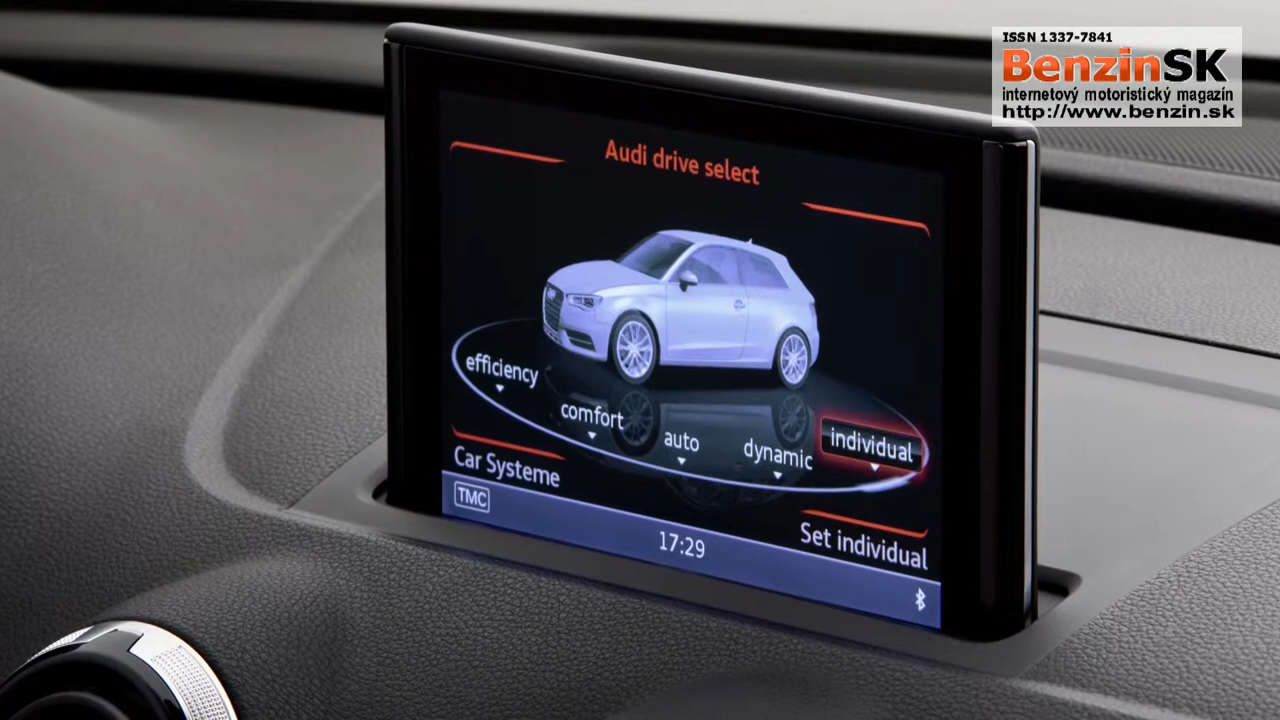 ISSN 1337-7841
BenzinSK
internetový motoristický magazín
http://www.benzin.sk
Audi drive select
efficiency
comfort
auto
dynamic
individual
Car Systeme
Set individual
TMC
17:29